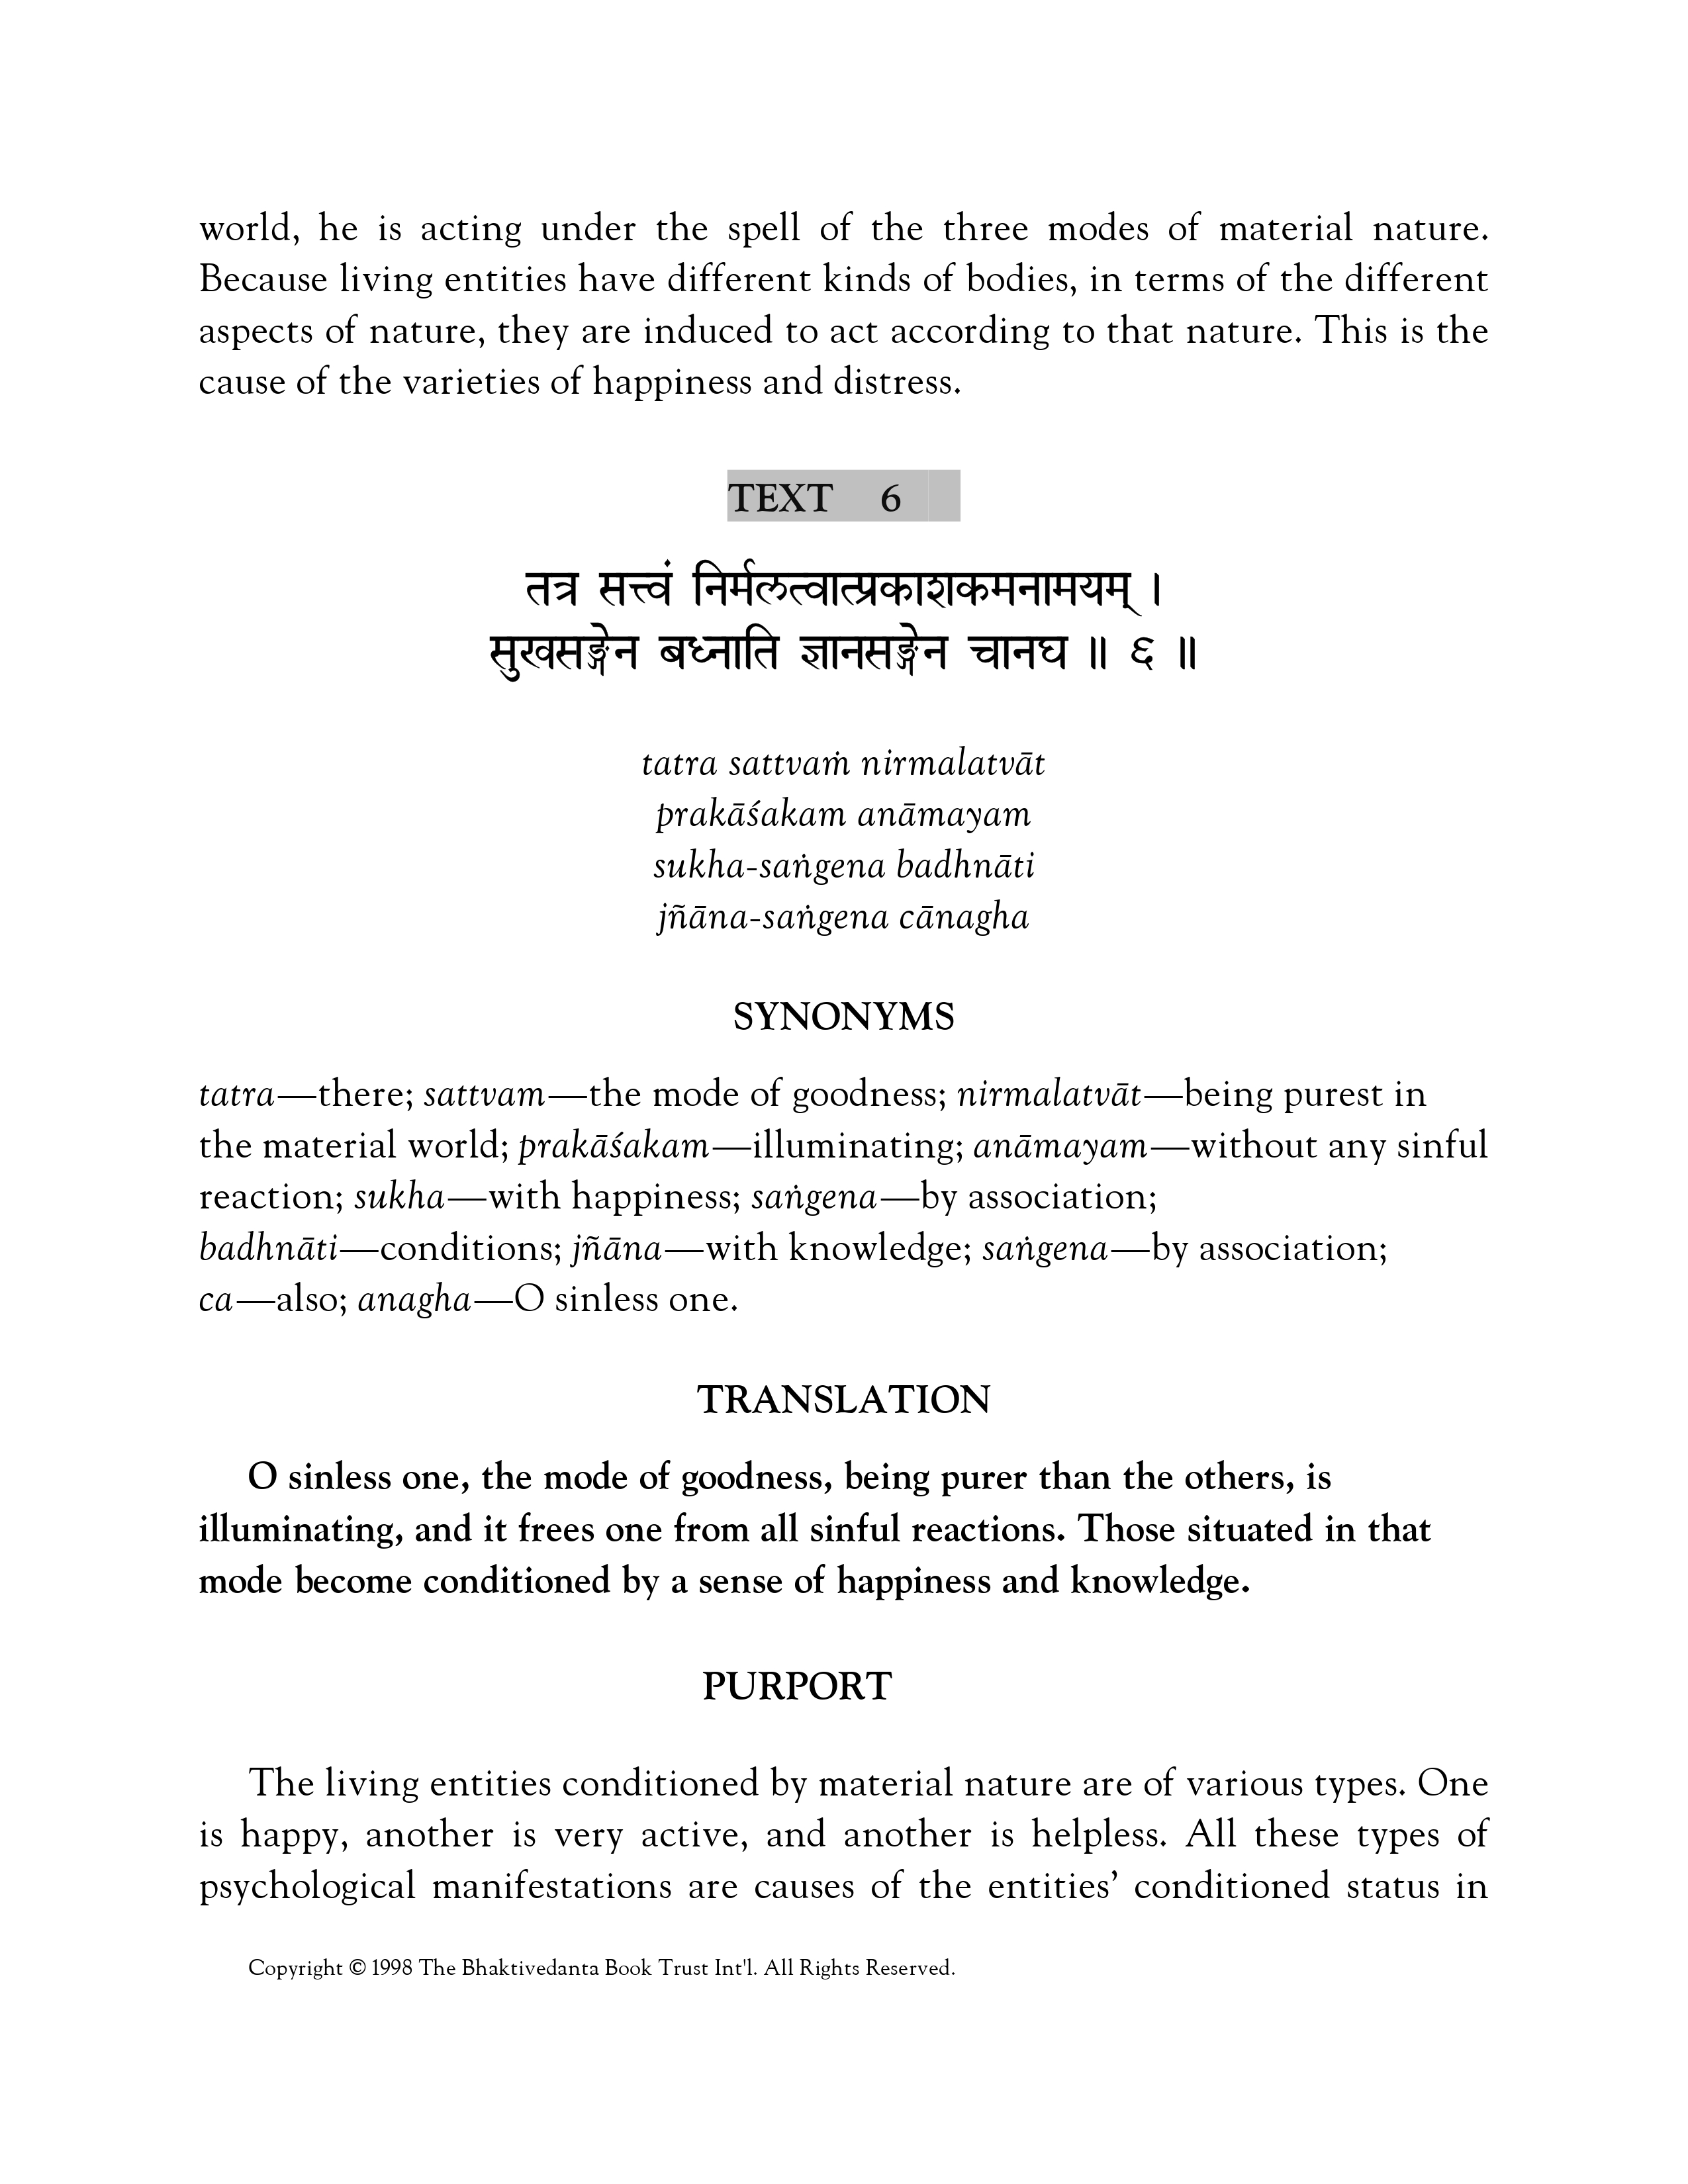 world, he is acting under the spell of the three modes of material nature.
Because living entities have different kinds of bodies, in terms of the different
aspects of nature, they are induced to act according to that nature. This is the
cause of the varieties of happiness and distress.
TEXT 6
तत्र सत्त्वं निर्मलत्वात्प्रकाशकमनामयम् ।
सुखसङ्गेन बध्नाति ज्ञानसङ्गेन चानघ ॥ ६ ॥
tatra sattvaṁ nirmalatvāt
prakāśakam anāmayam
sukha-saṅgena badhnāti
jñāna-saṅgena cānagha
SYNONYMS
tatra—there; sattvam—the mode of goodness; nirmalatvāt—being purest in
the material world; prakāśakam—illuminating; anāmayam—without any sinful
reaction; sukha—with happiness; saṅgena—by association;
badhnāti—conditions; jñāna—with knowledge; saṅgena—by association;
ca—also; anagha—O sinless one.
TRANSLATION
O sinless one, the mode of goodness, being purer than the others, is
illuminating, and it frees one from all sinful reactions. Those situated in that
mode become conditioned by a sense of happiness and knowledge.
PURPORT
The living entities conditioned by material nature are of various types. One
is happy, another is very active, and another is helpless. All these types of
psychological manifestations are causes of the entities’ conditioned status in
Copyright © 1998 The Bhaktivedanta Book Trust Int'l. All Rights Reserved.